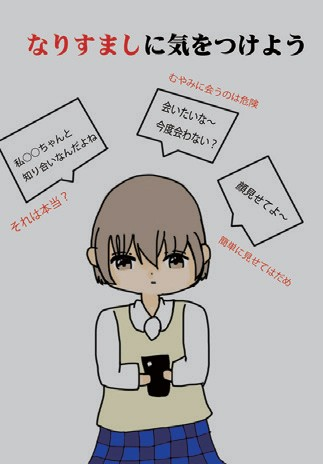 なりすましに気をつけよう
むやみに会うのは危険
会いたいな～
今度会わない？
私○○ちゃんと
知り合いなんだよね
それは本当？
顔見せてよ～
簡単に見せてはだめ